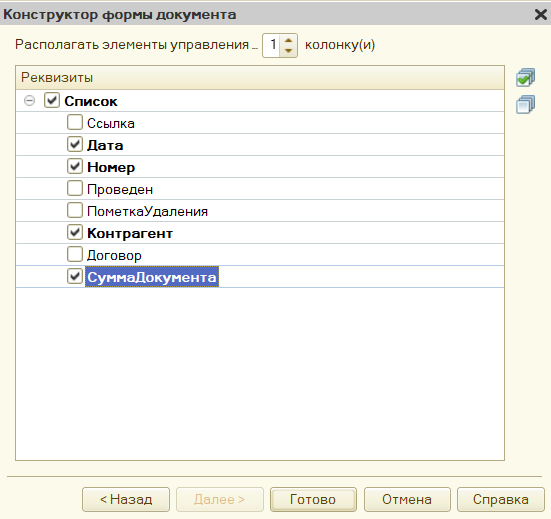 Конструктор формы документа
Располагать элементы управления ... 1 колонку(и)
Реквизиты
Список
Ссылка
Дата
Номер
Проведен
ПометкаУдаления
Контрагент
Договор
СуммаДокумента
< Назад Далее > Готово Отмена Справка